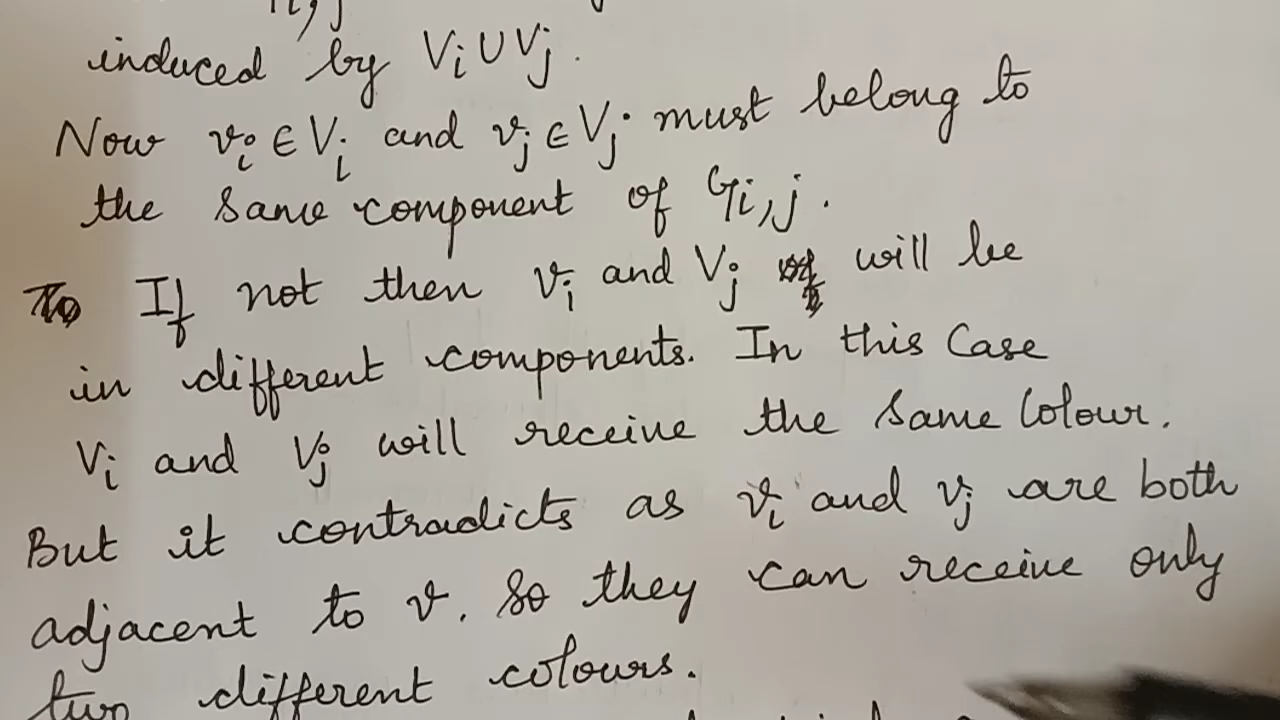 induced by Vi ∪ Vj.
Now vi ∈ Vi and vj ∈ Vj must belong to
the same component of Gi,j.
If not then vi and Vj will be
in different components. In this Case
Vi and Vj will receive the same Colour.
But it contradicts as vi and vj are both
adjacent to v. So they can receive only
two different colours.